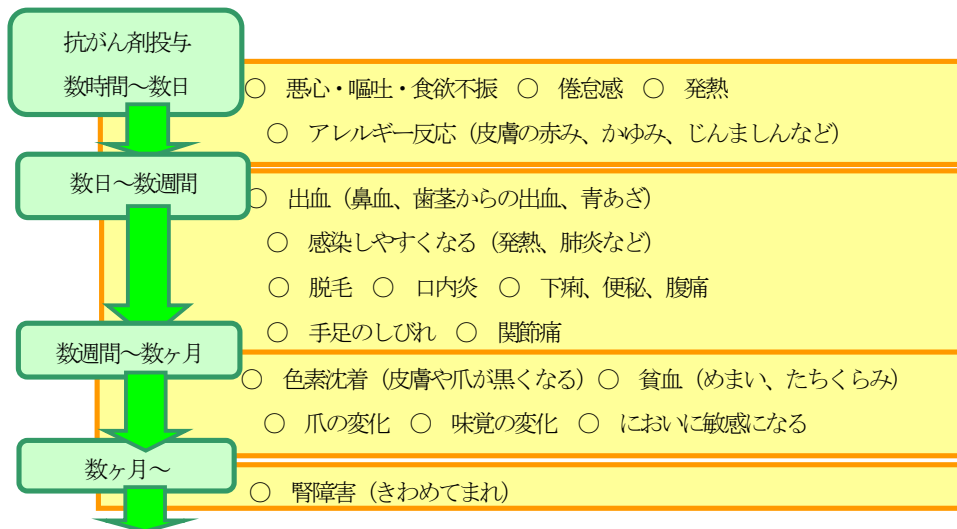 抗がん剤投与
数時間～数日
○ 悪心・嘔吐・食欲不振 ○ 倦怠感 ○ 発熱
○ アレルギー反応（皮膚の赤み、かゆみ、じんましんなど）
数日～数週間
○ 出血（鼻血、歯茎からの出血、青あざ）
○ 感染しやすくなる（発熱、肺炎など）
○ 脱毛 ○ 口内炎 ○ 下痢、便秘、腹痛
○ 手足のしびれ ○ 関節痛
数週間～数ヶ月
○ 色素沈着（皮膚や爪が黒くなる）○ 貧血（めまい、たちくらみ）
○ 爪の変化 ○ 味覚の変化 ○ においに敏感になる
数ヶ月～
○ 腎障害（きわめてまれ）